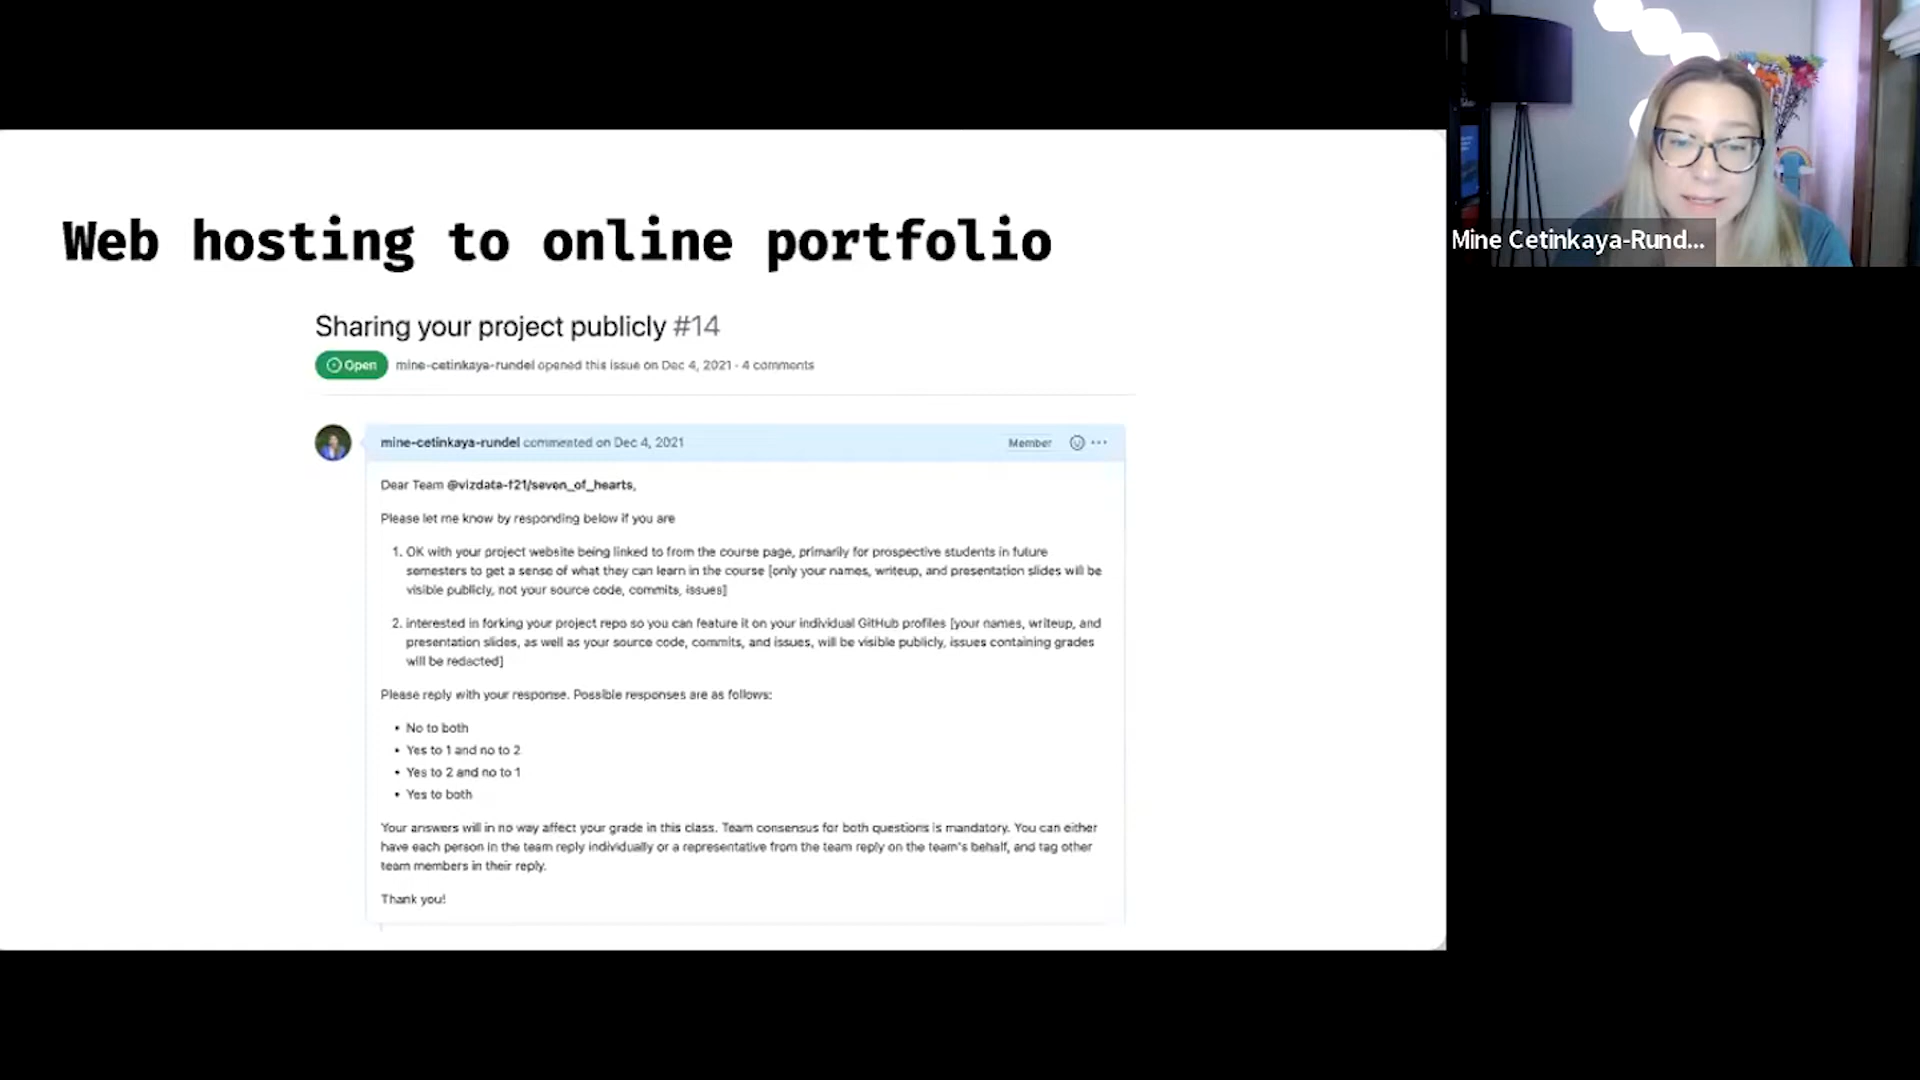 Web hosting to online portfolio
Sharing your project publicly #14
Open
mine-cetinkaya-rundel opened this issue on Dec 4, 2021 · 4 comments
mine-cetinkaya-rundel commented on Dec 4, 2021
Member
Dear Team @vizdata-f21/seven_of_hearts,
Please let me know by responding below if you are
1. OK with your project website being linked to from the course page, primarily for prospective students in future
semesters to get a sense of what they can learn in the course [only your names, writeup, and presentation slides will be
visible publicly, not your source code, commits, issues]
2. interested in forking your project repo so you can feature it on your individual GitHub profiles [your names, writeup, and
presentation slides, as well as your source code, commits, and issues, will be visible publicly, issues containing grades
will be redacted]
Please reply with your response. Possible responses are as follows:
• No to both
• Yes to 1 and no to 2
• Yes to 2 and no to 1
• Yes to both
Your answers will in no way affect your grade in this class. Team consensus for both questions is mandatory. You can either
have each person in the team reply individually or a representative from the team reply on the team's behalf, and tag other
team members in their reply.
Thank you!
Mine Cetinkaya-Rund...